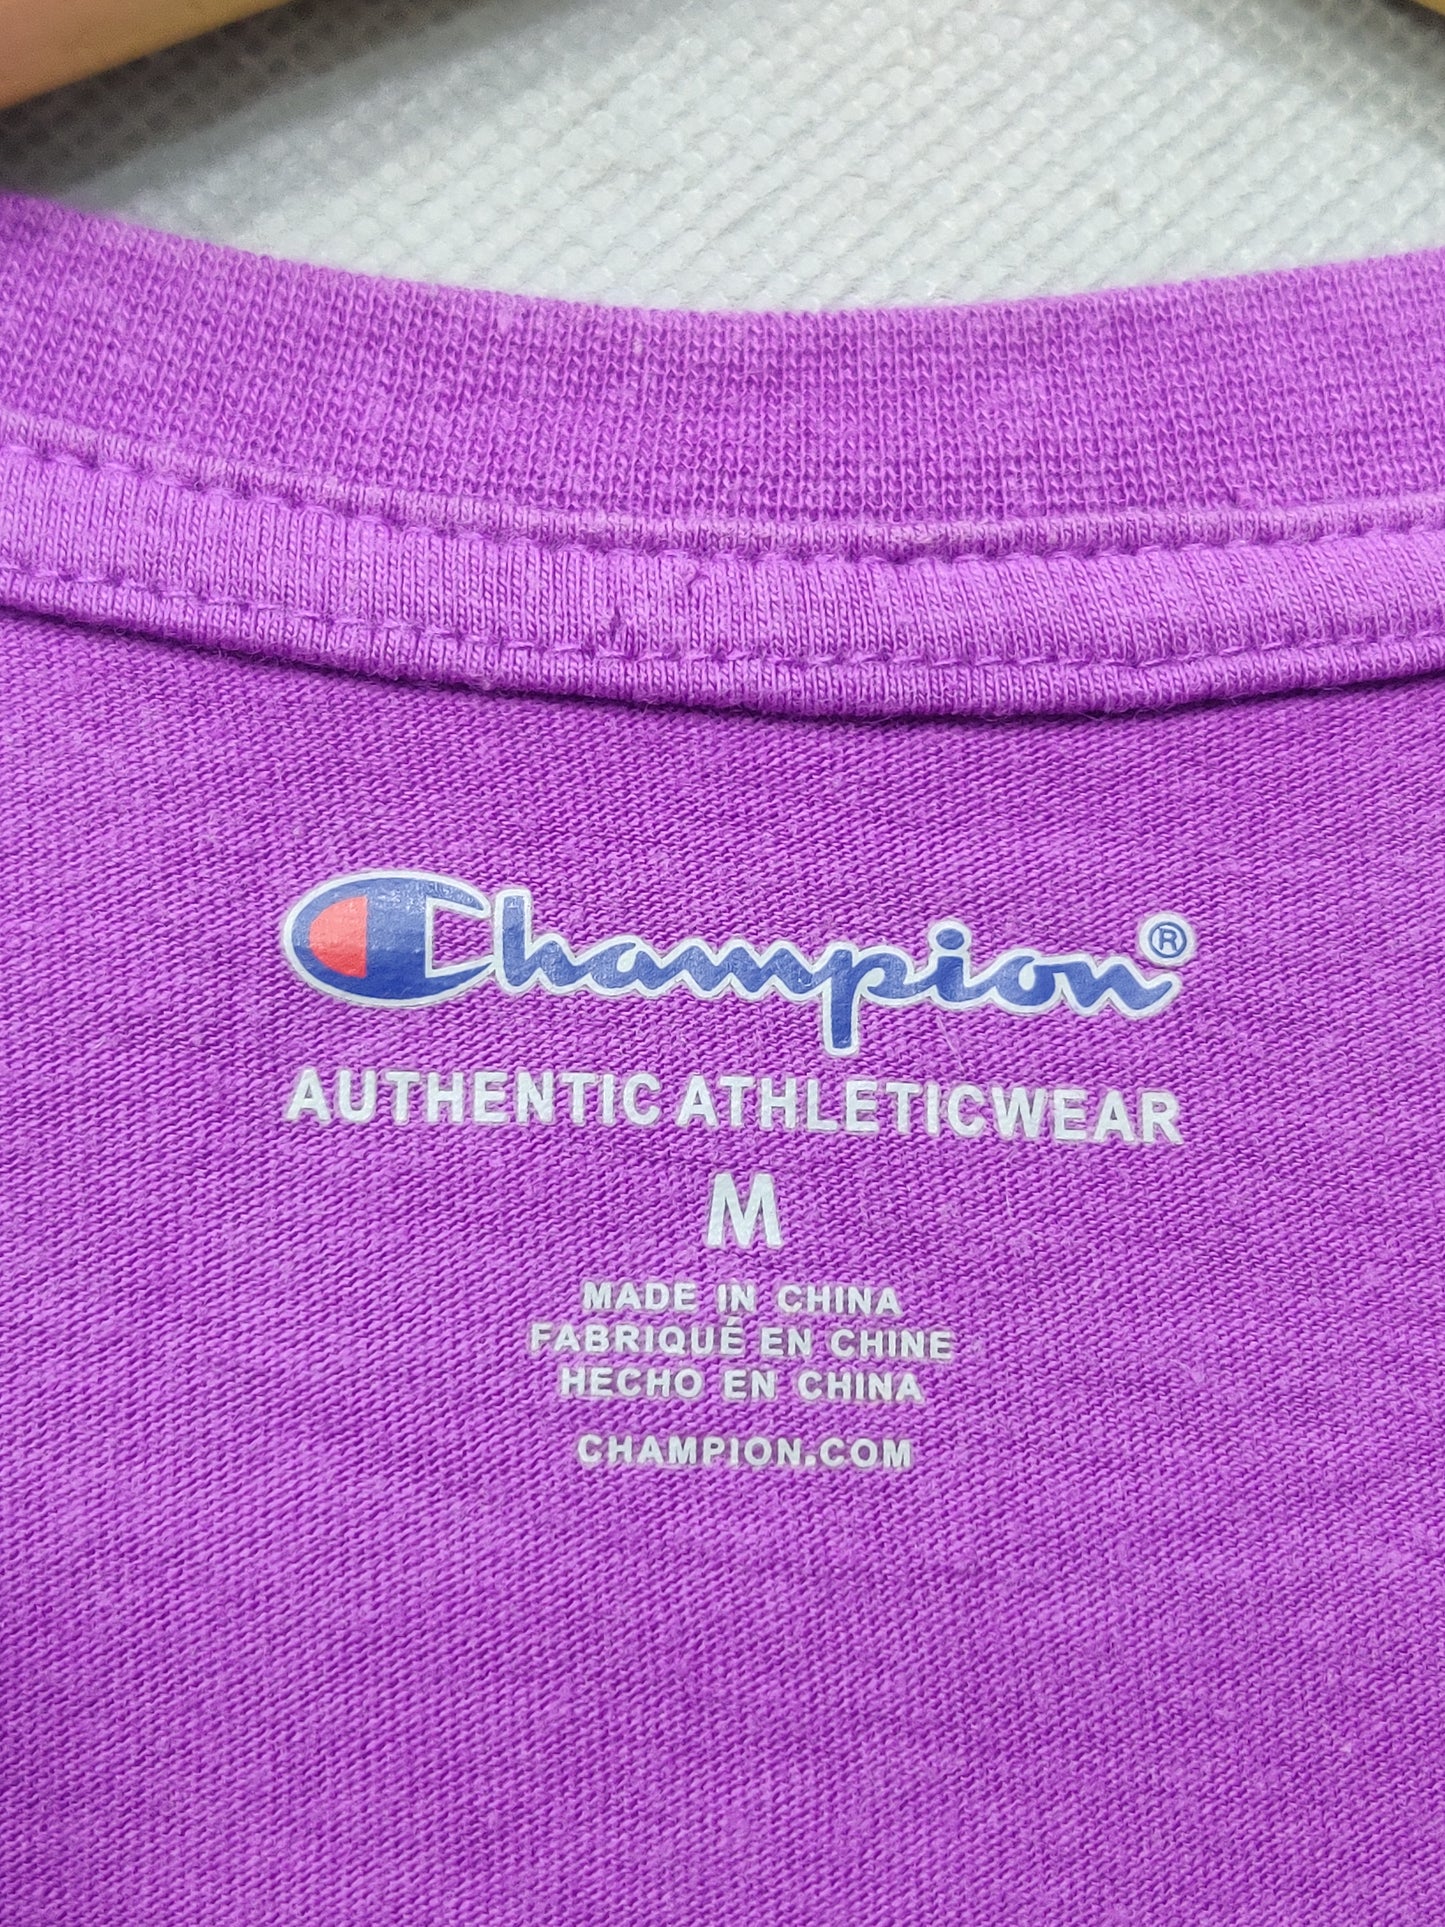 Champion®
AUTHENTIC ATHLETICWEAR
M
MADE IN CHINA
FABRIQUÉ EN CHINE
HECHO EN CHINA
CHAMPION.COM